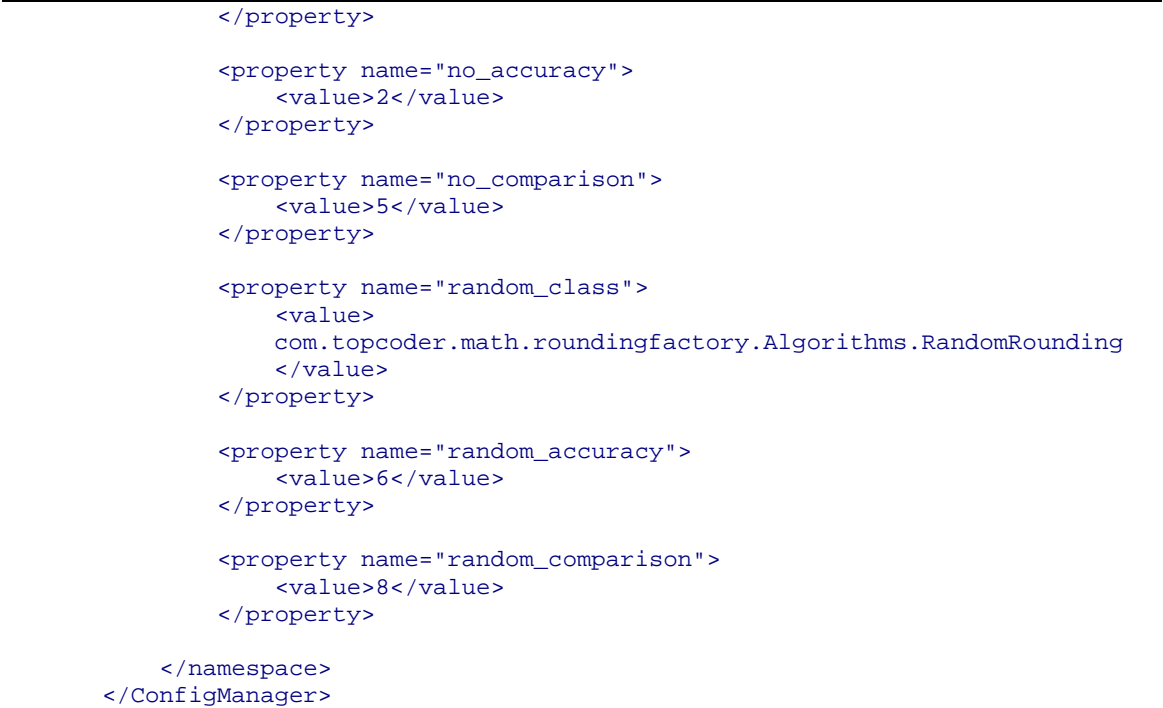 </property>
<property name="no_accuracy">
<value>2</value>
</property>
<property name="no_comparison">
<value>5</value>
</property>
<property name="random_class">
<value>
com.topcoder.math.roundingfactory.Algorithms.RandomRounding
</value>
</property>
<property name="random_accuracy">
<value>6</value>
</property>
<property name="random_comparison">
<value>8</value>
</property>
</namespace>
</ConfigManager>